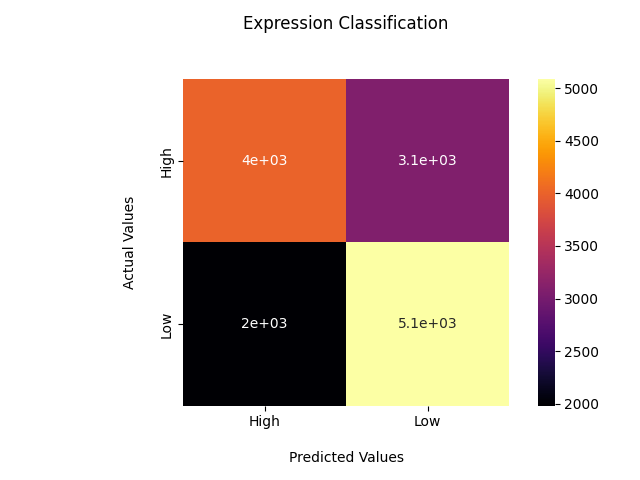 Expression Classification
High
4e+03
3.1e+03
Low
2e+03
5.1e+03
Actual Values
High
Low
Predicted Values
5000
4500
4000
3500
3000
2500
2000